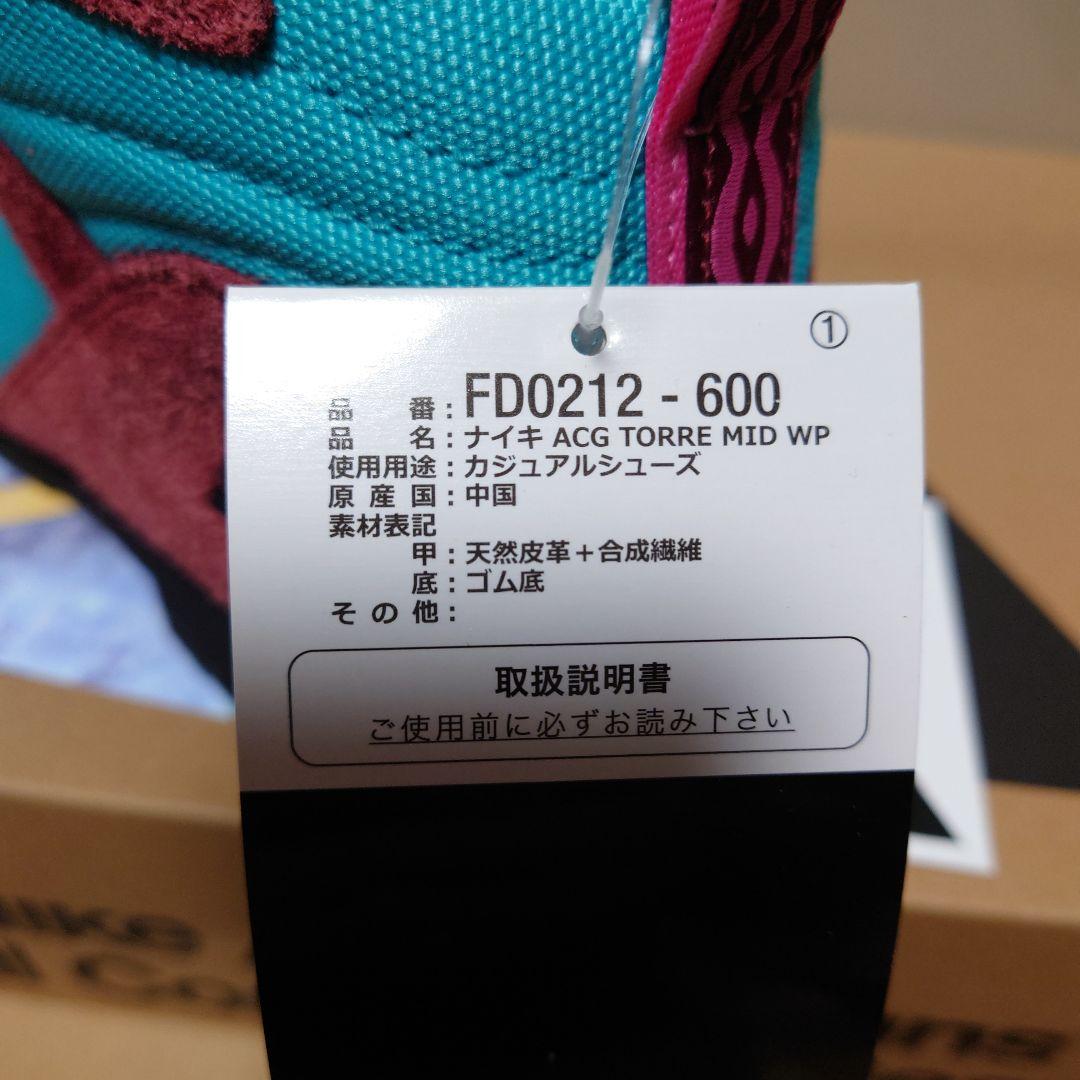 ①
品番:FD0212 - 600
品名:ナイキ ACG TORRE MID WP
使用用途:カジュアルシューズ
原産国:中国
素材表記
甲:天然皮革＋合成繊維
底:ゴム底
その他:
取扱説明書
ご使用前に必ずお読み下さい